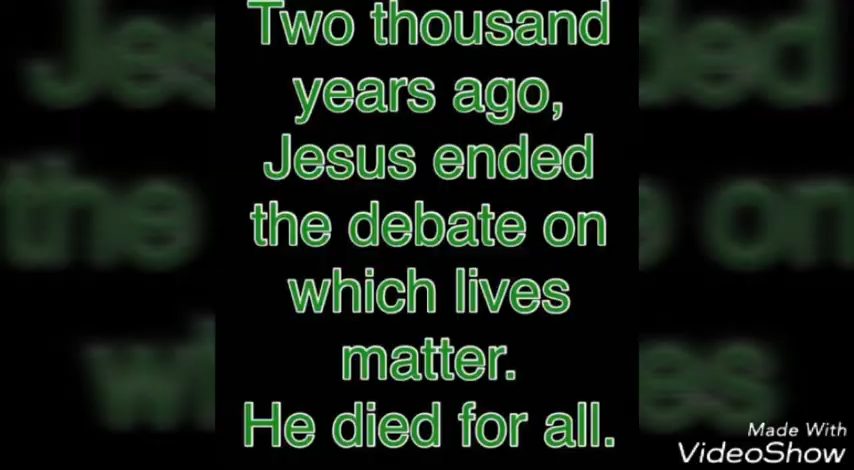 Two thousand
years ago,
Jesus ended
the debate on
which lives
matter.
He died for all.
Made With
VideoShow